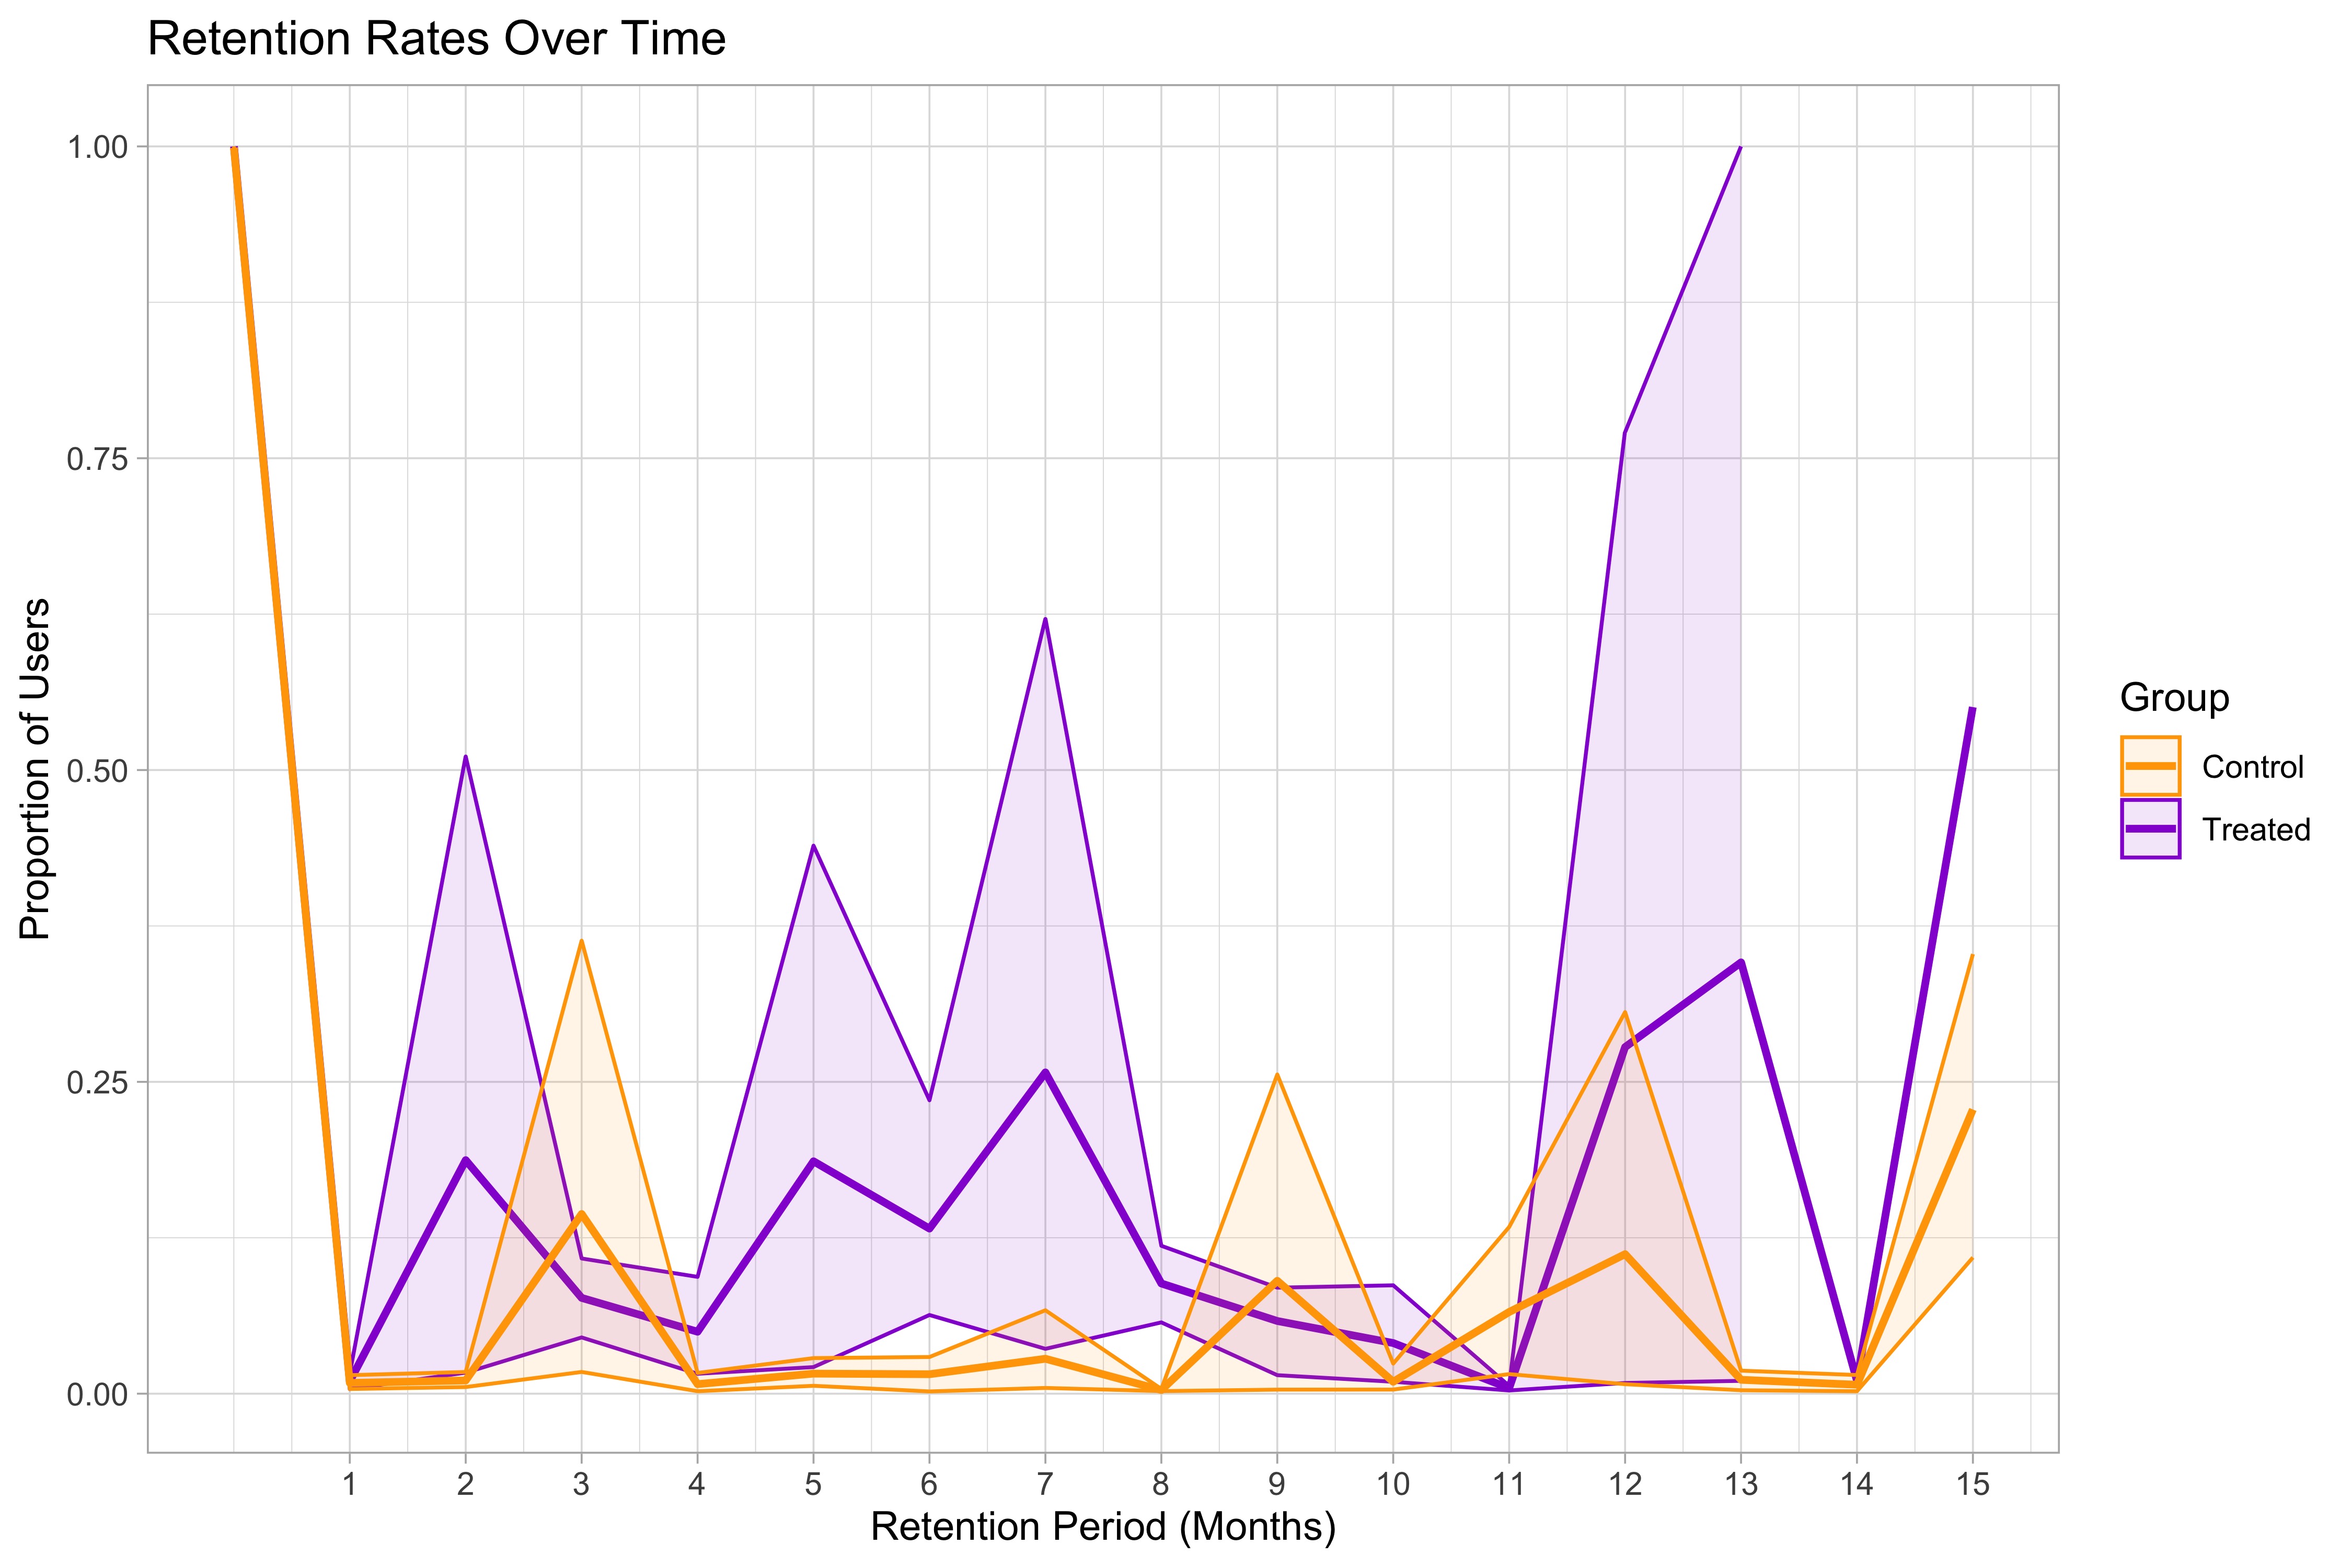 Retention Rates Over Time
1.00
0.75
0.50
0.25
0.00
Proportion of Users
1 2 3 4 5 6 7 8 9 10 11 12 13 14 15
Retention Period (Months)
Group
Control
Treated